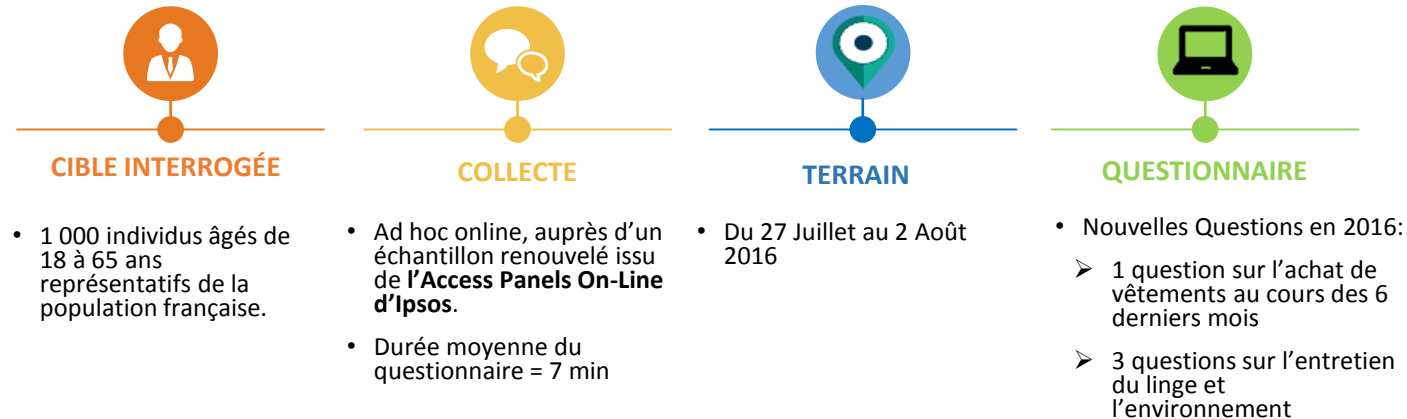 CIBLE INTERROGÉE
• 1 000 individus âgés de
18 à 65 ans
représentatifs de la
population française.
COLLECTE
• Ad hoc online, auprès d’un
échantillon renouvelé issu
de l’Access Panels On-Line
d’Ipsos.
• Durée moyenne du
questionnaire = 7 min
TERRAIN
• Du 27 Juillet au 2 Août
2016
QUESTIONNAIRE
• Nouvelles Questions en 2016:
➢ 1 question sur l’achat de
vêtements au cours des 6
derniers mois
➢ 3 questions sur l’entretien
du linge et
l’environnement